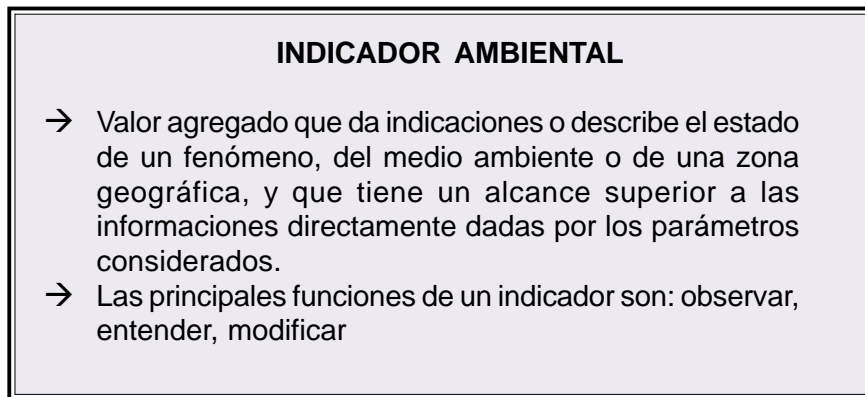 INDICADOR AMBIENTAL
→ Valor agregado que da indicaciones o describe el estado
de un fenómeno, del medio ambiente o de una zona
geográfica, y que tiene un alcance superior a las
informaciones directamente dadas por los parámetros
considerados.
→ Las principales funciones de un indicador son: observar,
entender, modificar